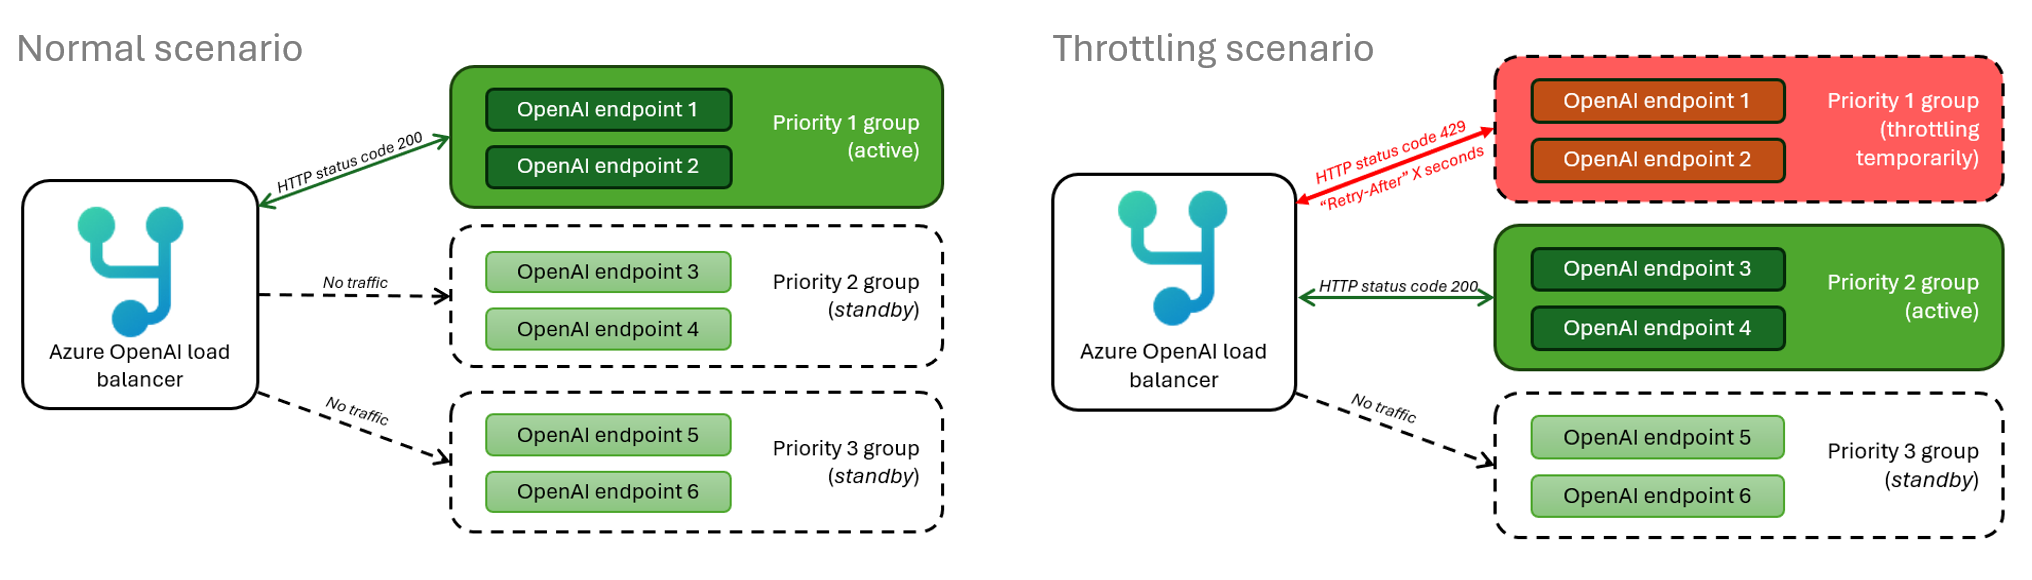 Normal scenario
HTTP status code 200
OpenAI endpoint 1
OpenAI endpoint 2
Priority 1 group
(active)
Azure OpenAI load
balancer
No traffic
OpenAI endpoint 3
OpenAI endpoint 4
Priority 2 group
(standby)
No traffic
OpenAI endpoint 5
OpenAI endpoint 6
Priority 3 group
(standby)
Throttling scenario
HTTP status code 429
“Retry-After” X seconds
OpenAI endpoint 1
OpenAI endpoint 2
Priority 1 group
(throttling
temporarily)
Azure OpenAI load
balancer
HTTP status code 200
OpenAI endpoint 3
OpenAI endpoint 4
Priority 2 group
(active)
No traffic
OpenAI endpoint 5
OpenAI endpoint 6
Priority 3 group
(standby)